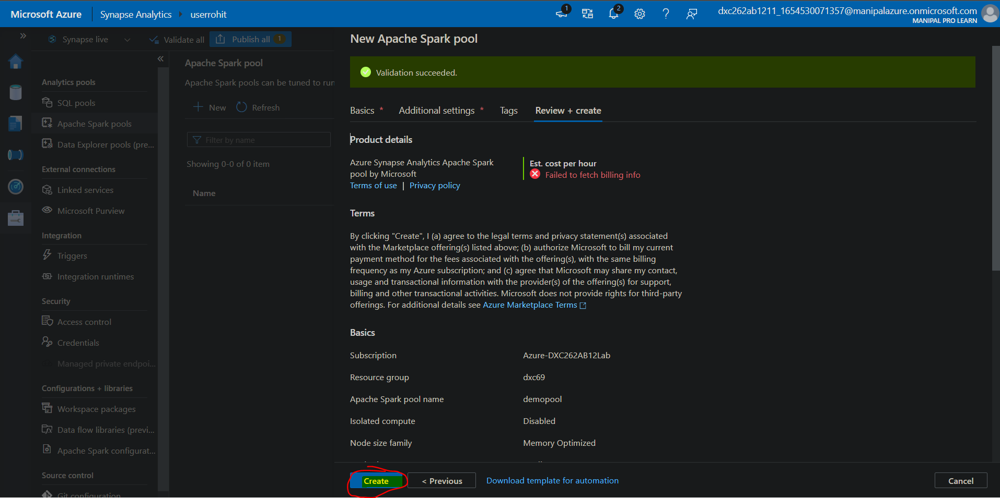 Microsoft Azure
Synapse Analytics
userrohit
1
2
dxc262ab1211_1654530071357@manipalazure.onmicrosoft.com
MANIPAL PRO LEARN
Synapse live
Validate all
Publish all 1
Analytics pools
SQL pools
Apache Spark pools
Data Explorer pools (pre...
External connections
Linked services
Microsoft Purview
Integration
Triggers
Integration runtimes
Security
Access control
Credentials
Managed private endpoi...
Configurations + libraries
Workspace packages
Data flow libraries (previ...
Apache Spark configurat...
Source control
Git configuration
Apache Spark pool
Apache Spark pools can be tuned to run
New
Refresh
Filter by name
Showing 0-0 of 0 item
Name
New Apache Spark pool
Validation succeeded.
Basics *
Additional settings *
Tags
Review + create
Product details
Azure Synapse Analytics Apache Spark
pool by Microsoft
Terms of use | Privacy policy
Est. cost per hour
Failed to fetch billing info
Terms
By clicking "Create", I (a) agree to the legal terms and privacy statement(s) associated
with the Marketplace offering(s) listed above; (b) authorize Microsoft to bill my current
payment method for the fees associated with the offering(s), with the same billing
frequency as my Azure subscription; and (c) agree that Microsoft may share my contact,
usage and transactional information with the provider(s) of the offering(s) for support,
billing and other transactional activities. Microsoft does not provide rights for third-party
offerings. For additional details see Azure Marketplace Terms
Basics
Subscription Azure-DXC262AB12Lab
Resource group dxc69
Apache Spark pool name demopool
Isolated compute Disabled
Node size family Memory Optimized
Create
< Previous
Download template for automation
Cancel